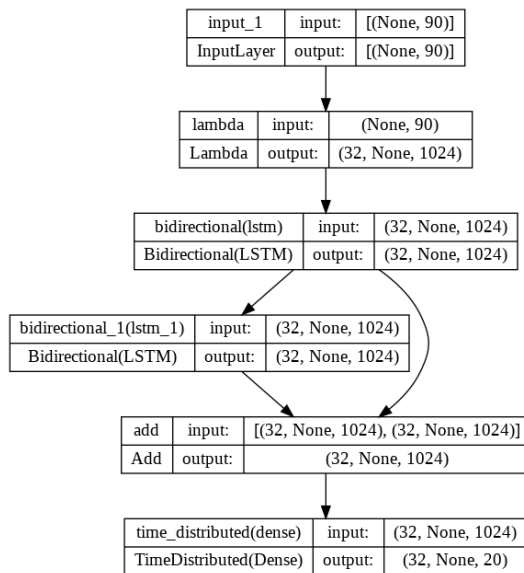 input_1 input: [(None, 90)]
InputLayer output: [(None, 90)]
lambda input: (None, 90)
Lambda output: (32, None, 1024)
bidirectional(lstm) input: (32, None, 1024)
Bidirectional(LSTM) output: (32, None, 1024)
bidirectional_1(lstm_1) input: (32, None, 1024)
Bidirectional(LSTM) output: (32, None, 1024)
add input: [(32, None, 1024), (32, None, 1024)]
Add output: (32, None, 1024)
time_distributed(dense) input: (32, None, 1024)
TimeDistributed(Dense) output: (32, None, 20)